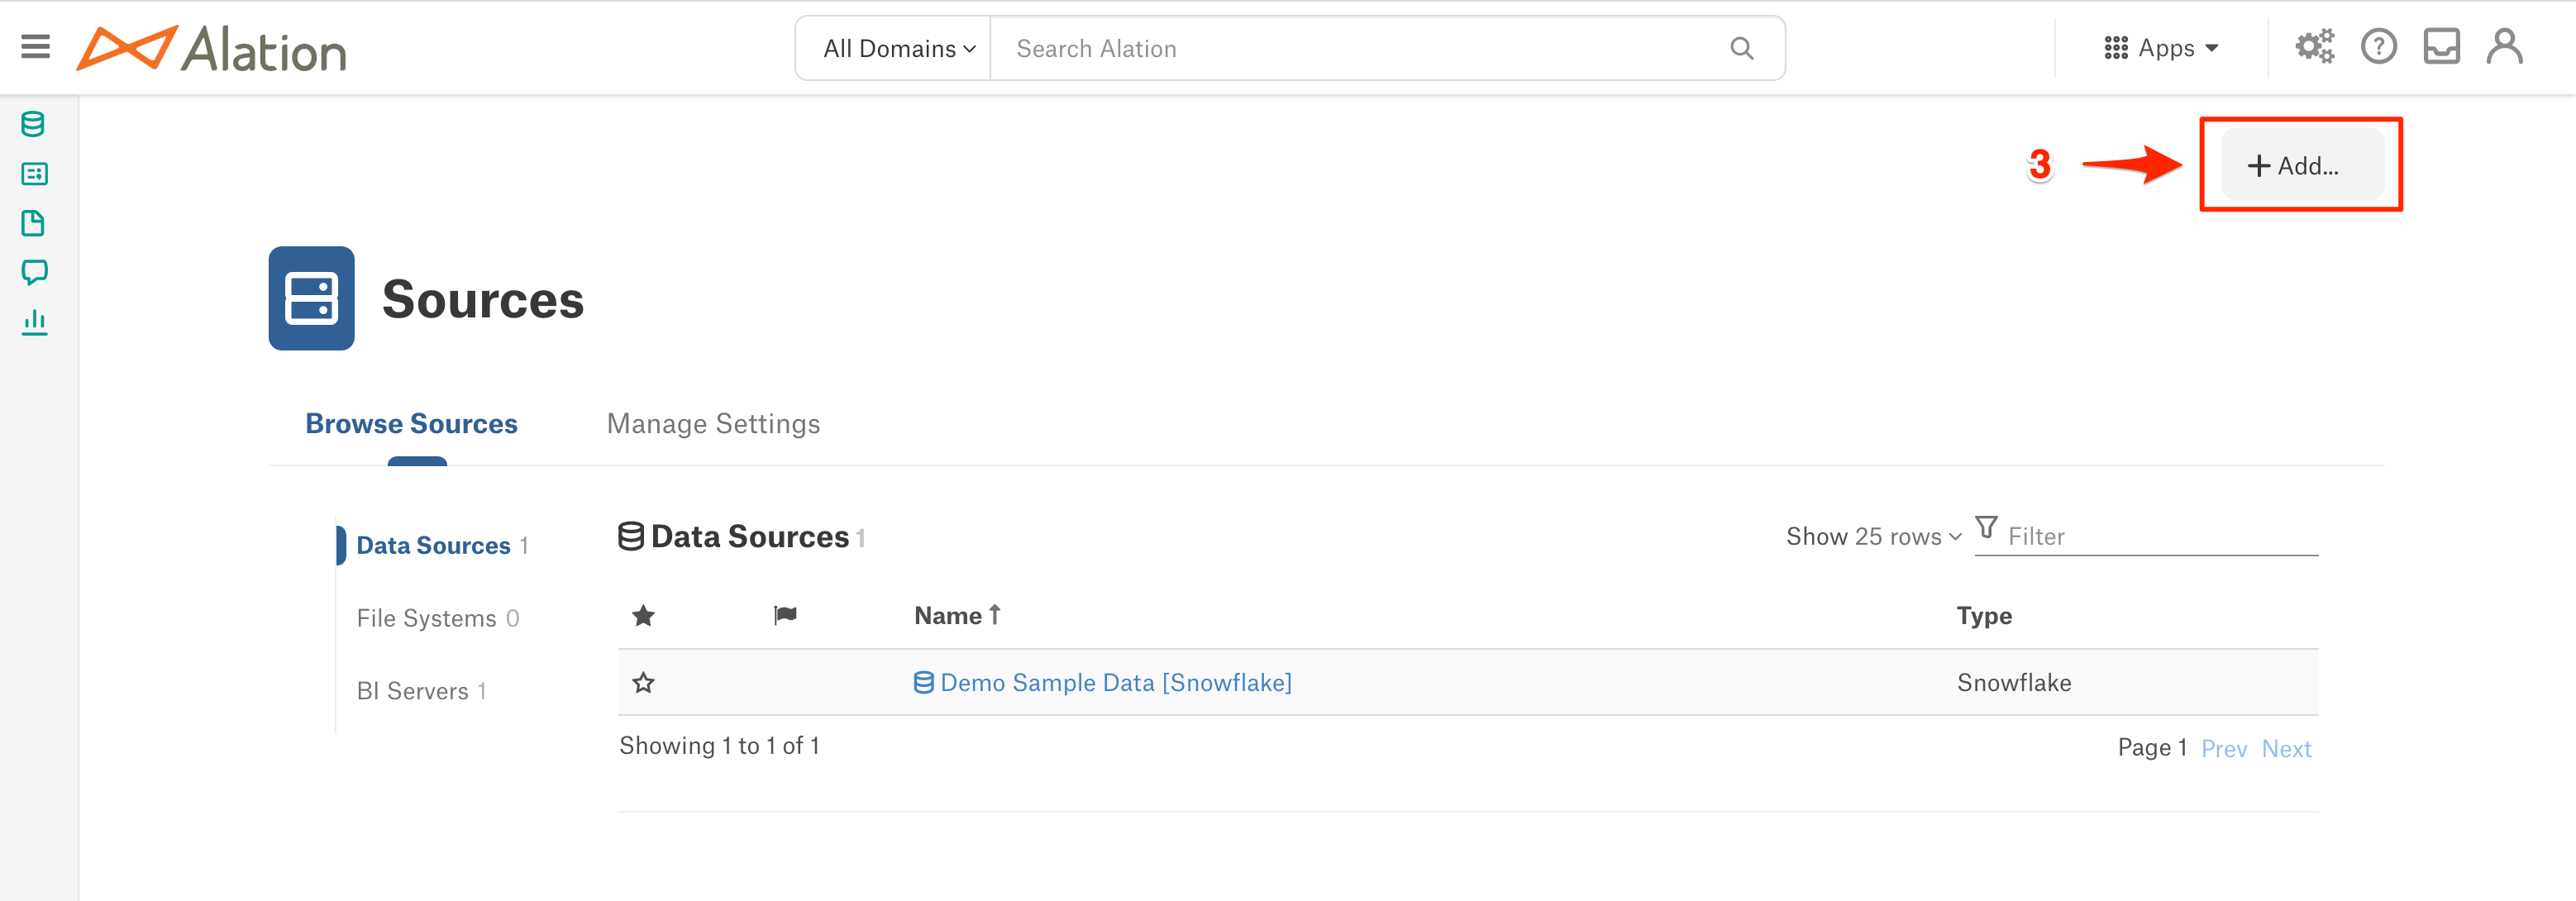 Alation
All Domains
Search Alation
Apps
?
3
+ Add...
Sources
Browse Sources
Manage Settings
Data Sources 1
File Systems 0
BI Servers 1
Data Sources 1
Show 25 rows
Filter
Name ↑
Type
Demo Sample Data [Snowflake]
Snowflake
Showing 1 to 1 of 1
Page 1 Prev Next